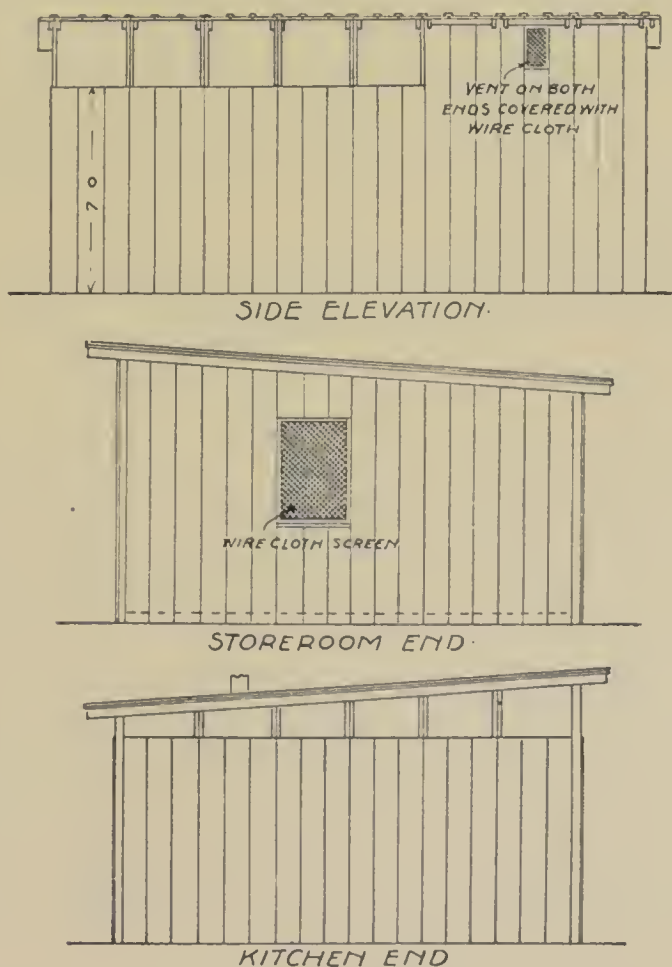 VENT ON BOTH
ENDS COVERED WITH
WIRE CLOTH
7 0
SIDE ELEVATION.
WIRE CLOTH SCREEN
STOREROOM END.
KITCHEN END